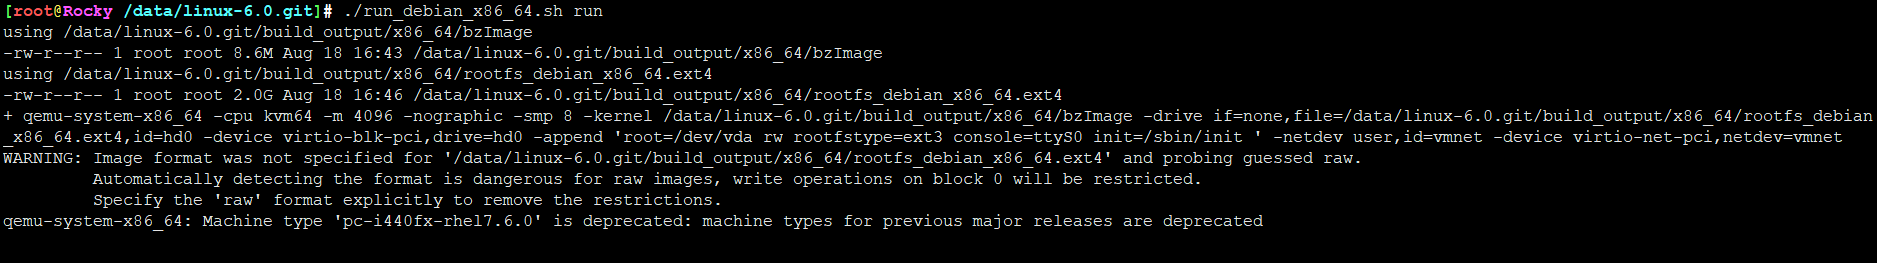 [root@Rocky /data/linux-6.0.git]# ./run_debian_x86_64.sh run
using /data/linux-6.0.git/build_output/x86_64/bzImage
-rw-r--r-- 1 root root 8.6M Aug 18 16:43 /data/linux-6.0.git/build_output/x86_64/bzImage
using /data/linux-6.0.git/build_output/x86_64/rootfs_debian_x86_64.ext4
-rw-r--r-- 1 root root 2.0G Aug 18 16:46 /data/linux-6.0.git/build_output/x86_64/rootfs_debian_x86_64.ext4
+ qemu-system-x86_64 -cpu kvm64 -m 4096 -nographic -smp 8 -kernel /data/linux-6.0.git/build_output/x86_64/bzImage -drive if=none,file=/data/linux-6.0.git/build_output/x86_64/rootfs_debian
_x86_64.ext4,id=hd0 -device virtio-blk-pci,drive=hd0 -append 'root=/dev/vda rw rootfstype=ext3 console=ttyS0 init=/sbin/init ' -netdev user,id=vmnet -device virtio-net-pci,netdev=vmnet
WARNING: Image format was not specified for '/data/linux-6.0.git/build_output/x86_64/rootfs_debian_x86_64.ext4' and probing guessed raw.
         Automatically detecting the format is dangerous for raw images, write operations on block 0 will be restricted.
         Specify the 'raw' format explicitly to remove the restrictions.
qemu-system-x86_64: Machine type 'pc-i440fx-rhel7.6.0' is deprecated: machine types for previous major releases are deprecated